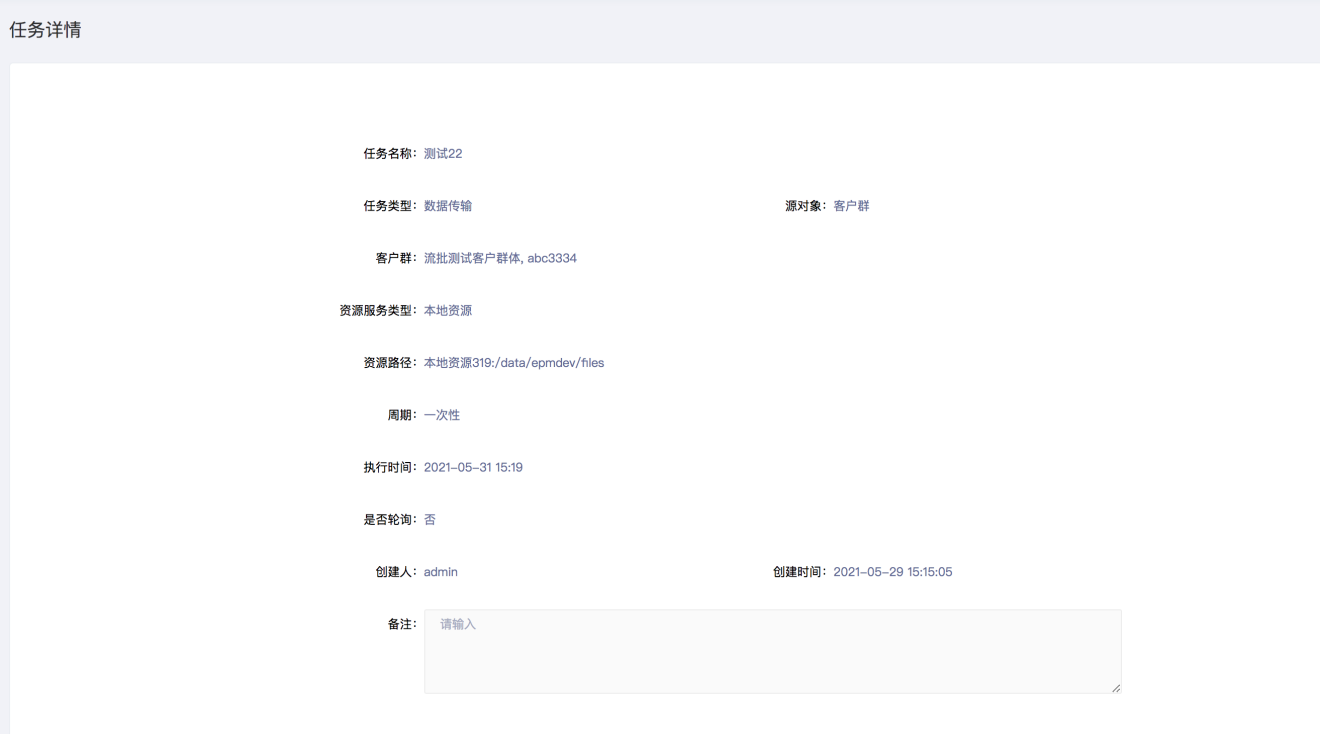 任务详情
任务名称：测试22
任务类型：数据传输 源对象：客户群
客户群：流批测试客户群体, abc3334
资源服务类型：本地资源
资源路径：本地资源319:/data/epmdev/files
周期：一次性
执行时间：2021-05-31 15:19
是否轮询：否
创建人：admin 创建时间：2021-05-29 15:15:05
备注：请输入